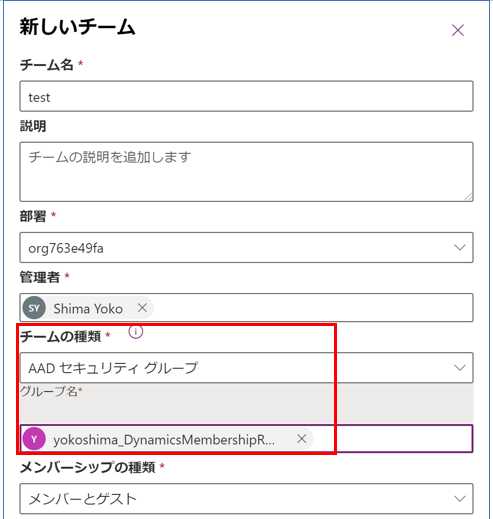 新しいチーム
チーム名 *
test
説明
チームの説明を追加します
部署 *
org763e49fa
管理者 *
SY Shima Yoko
チームの種類 *
AAD セキュリティ グループ
グループ名*
Y yokoshima_DynamicsMembershipR...
メンバーシップの種類 *
メンバーとゲスト